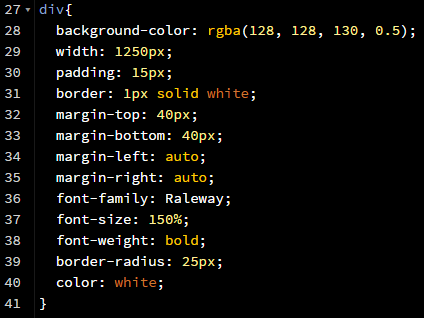 27 div{
28 background-color: rgba(128, 128, 130, 0.5);
29 width: 1250px;
30 padding: 15px;
31 border: 1px solid white;
32 margin-top: 40px;
33 margin-bottom: 40px;
34 margin-left: auto;
35 margin-right: auto;
36 font-family: Raleway;
37 font-size: 150%;
38 font-weight: bold;
39 border-radius: 25px;
40 color: white;
41 }